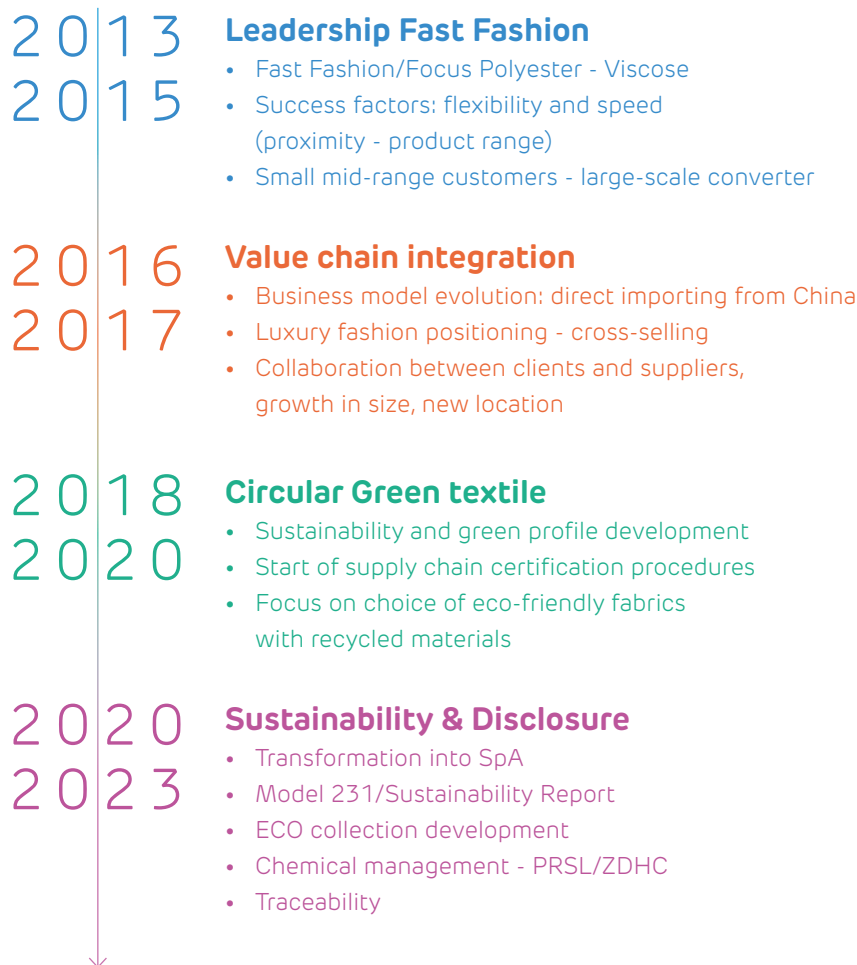 2013
2015
Leadership Fast Fashion
• Fast Fashion/Focus Polyester - Viscose
• Success factors: flexibility and speed
(proximity - product range)
• Small mid-range customers - large-scale converter
2016
2017
Value chain integration
• Business model evolution: direct importing from China
• Luxury fashion positioning - cross-selling
• Collaboration between clients and suppliers,
growth in size, new location
2018
2020
Circular Green textile
• Sustainability and green profile development
• Start of supply chain certification procedures
• Focus on choice of eco-friendly fabrics
with recycled materials
2020
2023
Sustainability & Disclosure
• Transformation into SpA
• Model 231/Sustainability Report
• ECO collection development
• Chemical management - PRSL/ZDHC
• Traceability